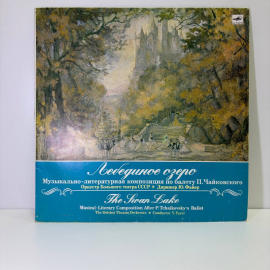 Лебединое озеро
Музыкально-литературная композиция по балету П. Чайковского
Оркестр Большого театра СССР • Дирижер Ю. Файер
The Swan Lake
Musical-Literary Composition After P. Tchaikovsky's Ballet
The Bolshoi Theatre Orchestra • Conductor Y. Fayer